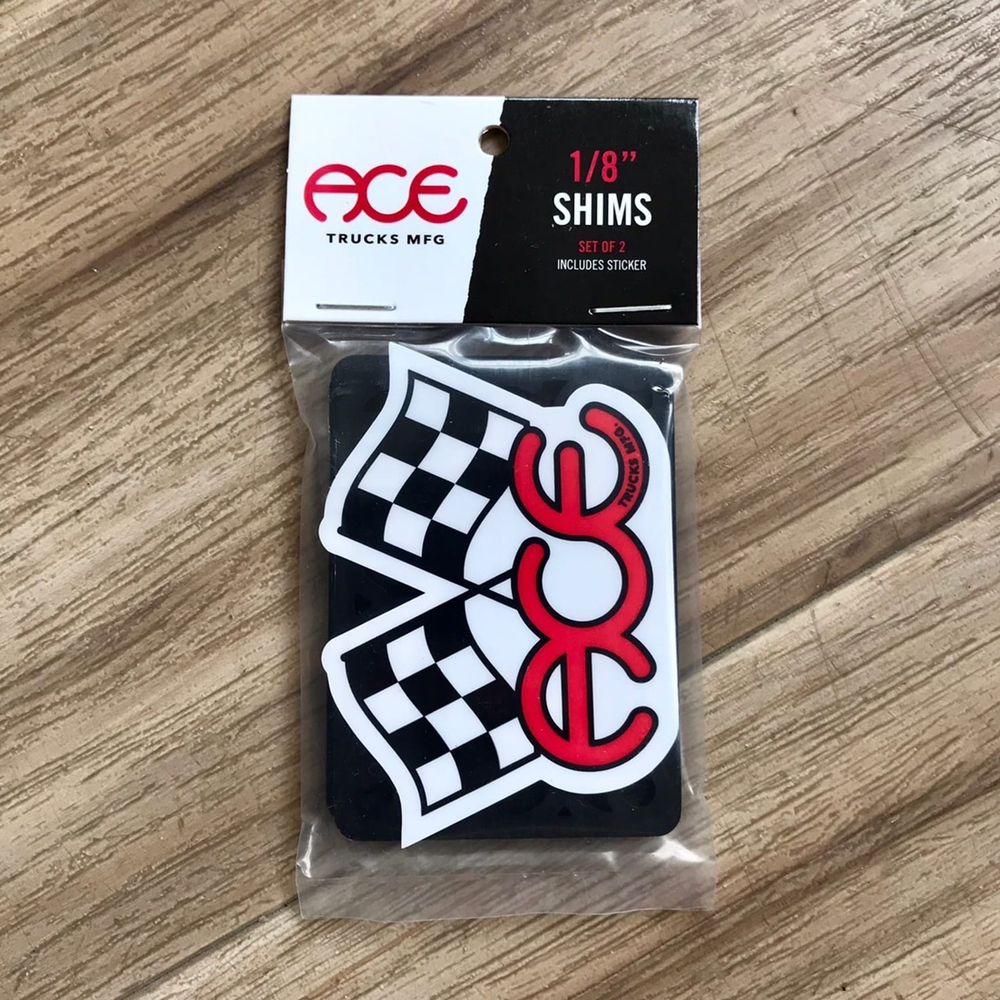 ACE
TRUCKS MFG
1/8”
SHIMS
SET OF 2
INCLUDES STICKER
ACE
TRUCKS MFG.